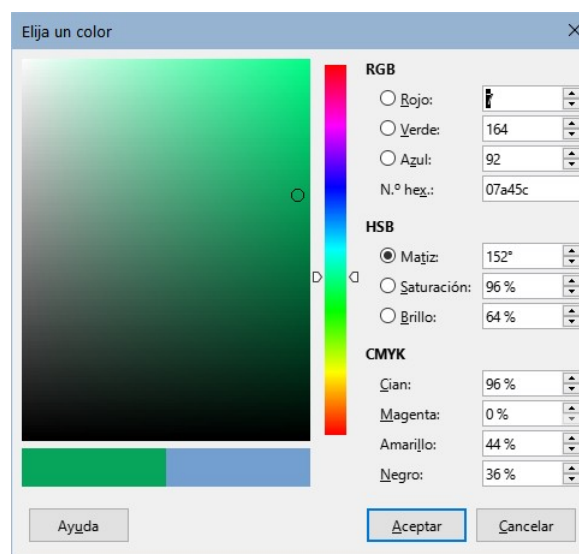 Elija un color
RGB
Rojo: 7
Verde: 164
Azul: 92
N.º hex.: 07a45c
HSB
Matiz: 152°
Saturación: 96 %
Brillo: 64 %
CMYK
Cian: 96 %
Magenta: 0 %
Amarillo: 44 %
Negro: 36 %
Ayuda Aceptar Cancelar